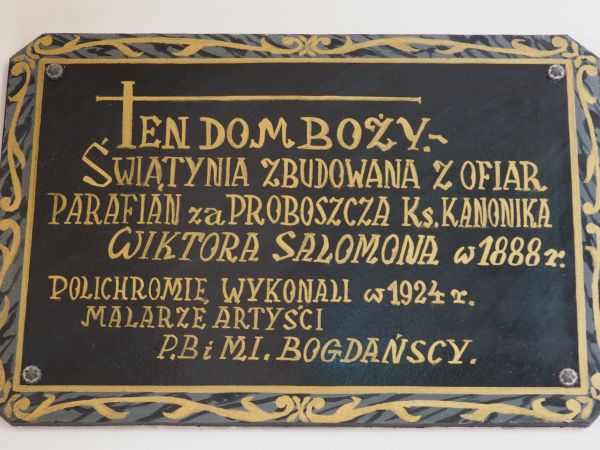 TEN DOM BOŻY.~
ŚWIĄTYNIA ZBUDOWANA Z OFIAR
PARAFIAN za PROBOSZCZA Ks. KANONIKA
WIKTORA SALOMONA w 1888 r.
POLICHROMIĘ WYKONALI w 1924 r.
MALARZE ARTYŚCI
P.B i M.I. BOGDAŃSCY.